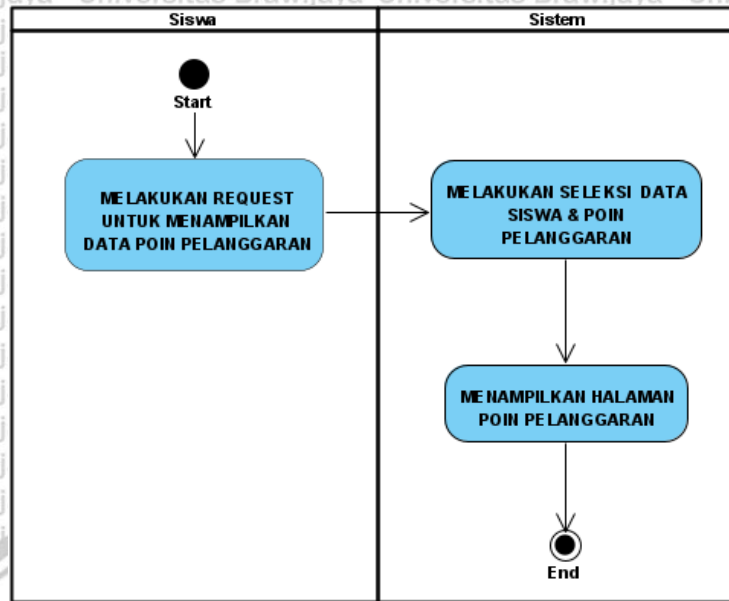 Siswa
Sistem
Start
MELAKUKAN REQUEST
UNTUK MENAMPILKAN
DATA POIN PELANGGARAN
MELAKUKAN SELEKSI DATA
SISWA & POIN
PELANGGARAN
MENAMPILKAN HALAMAN
POIN PELANGGARAN
End